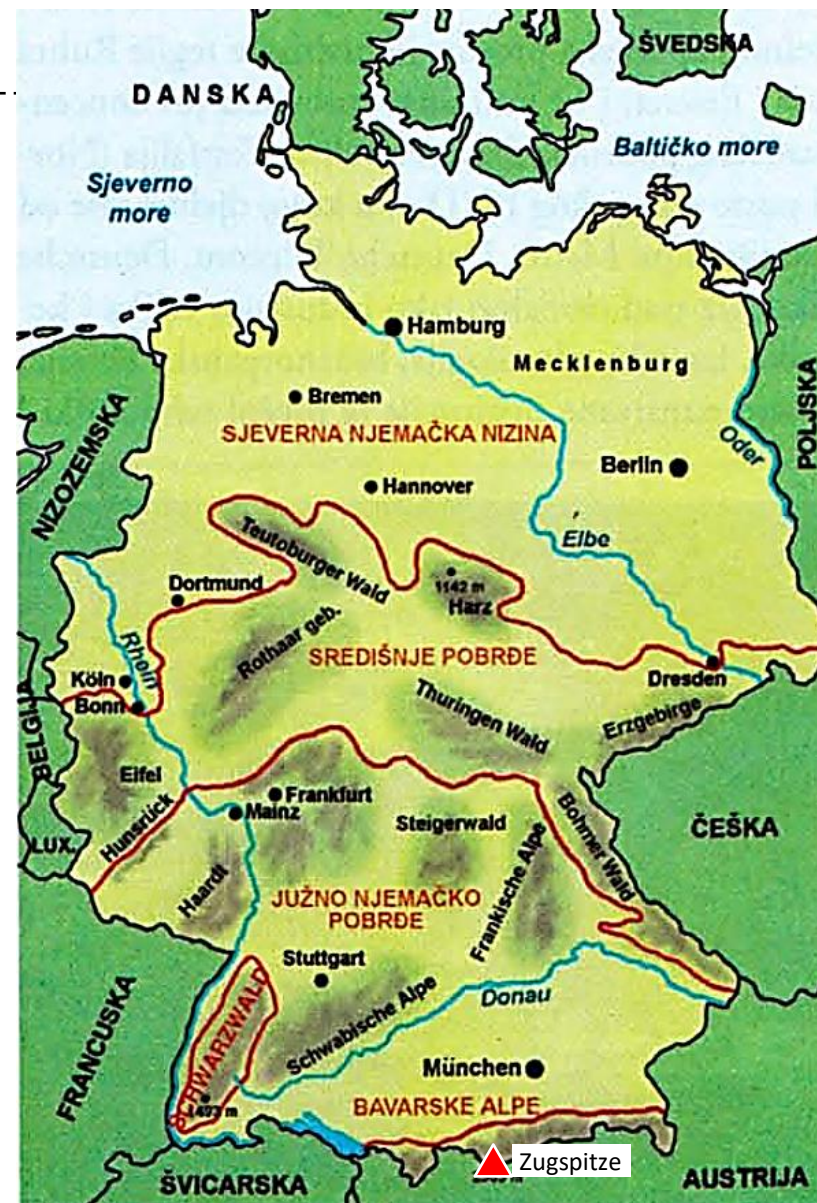 ŠVEDSKA
DANSKA
Baltičko more
Sjeverno
more
Hamburg
Mecklenburg
Bremen
SJEVERNA NJEMAČKA NIZINA
POLJSKA
Oder
NIZOZEMSKA
Berlin
Hannover
Elbe
Teutoburger Wald
Dortmund
1142 m
Harz
Rothaar geb.
Rhein
SREDIŠNJE POBRĐE
Köln
Dresden
Bonn
Thuringen Wald
Erzgebirge
BELGIJA
Eifel
Frankfurt
Mainz
Steigerwald
Bohmer Wald
ČEŠKA
LUX.
Hunsrück
Haardt
Frankische Alpe
JUŽNO NJEMAČKO
POBRĐE
Stuttgart
Donau
Schwabische Alpe
SCHWARZWALD
FRANCUSKA
München
1493 m
BAVARSKE ALPE
Zugspitze
ŠVICARSKA
AUSTRIJA